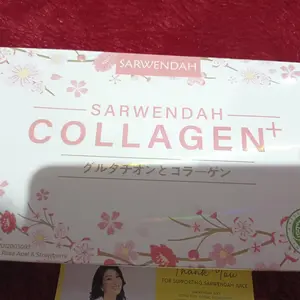 SARWENDAH
SARWENDAH
COLLAGEN+
グルタチオンとコラーゲン
Thank You
FOR SUPPORTING SARWENDAH SJCE